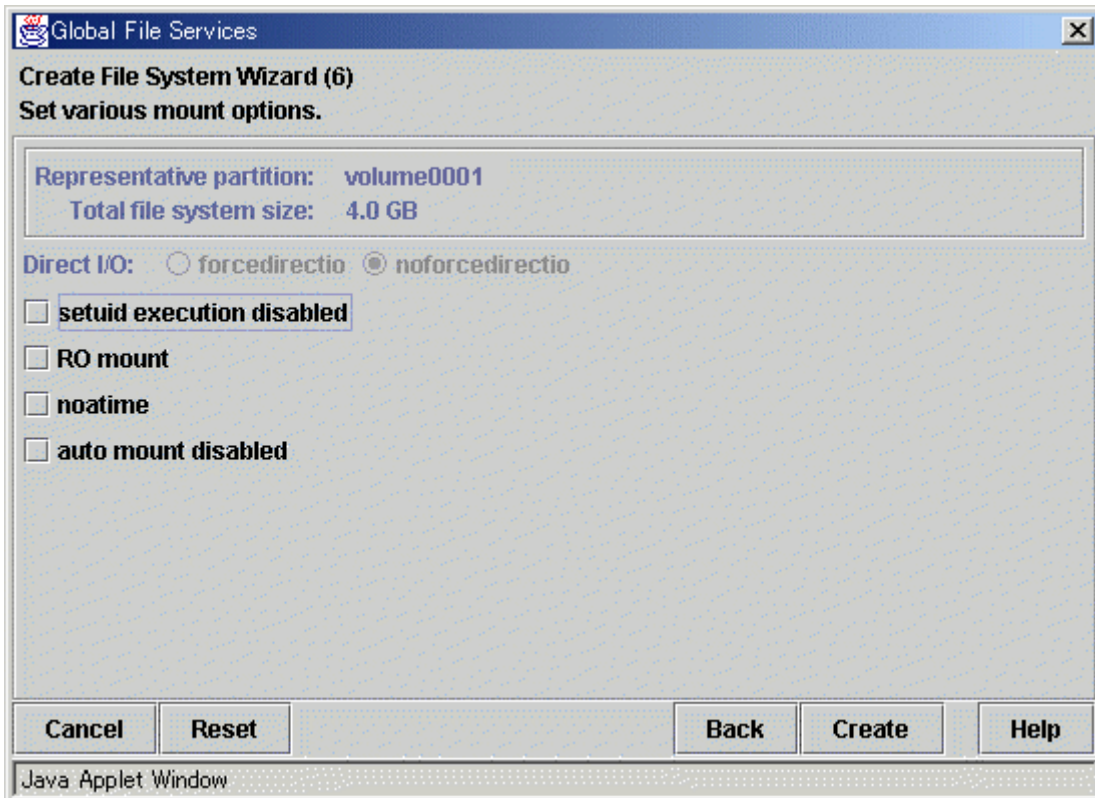 Global File Services
Create File System Wizard (6)
Set various mount options.
Representative partition: volume0001
Total file system size: 4.0 GB
Direct I/O: forcedirectio noforcedirectio
setuid execution disabled
RO mount
noatime
auto mount disabled
Cancel Reset Back Create Help
Java Applet Window